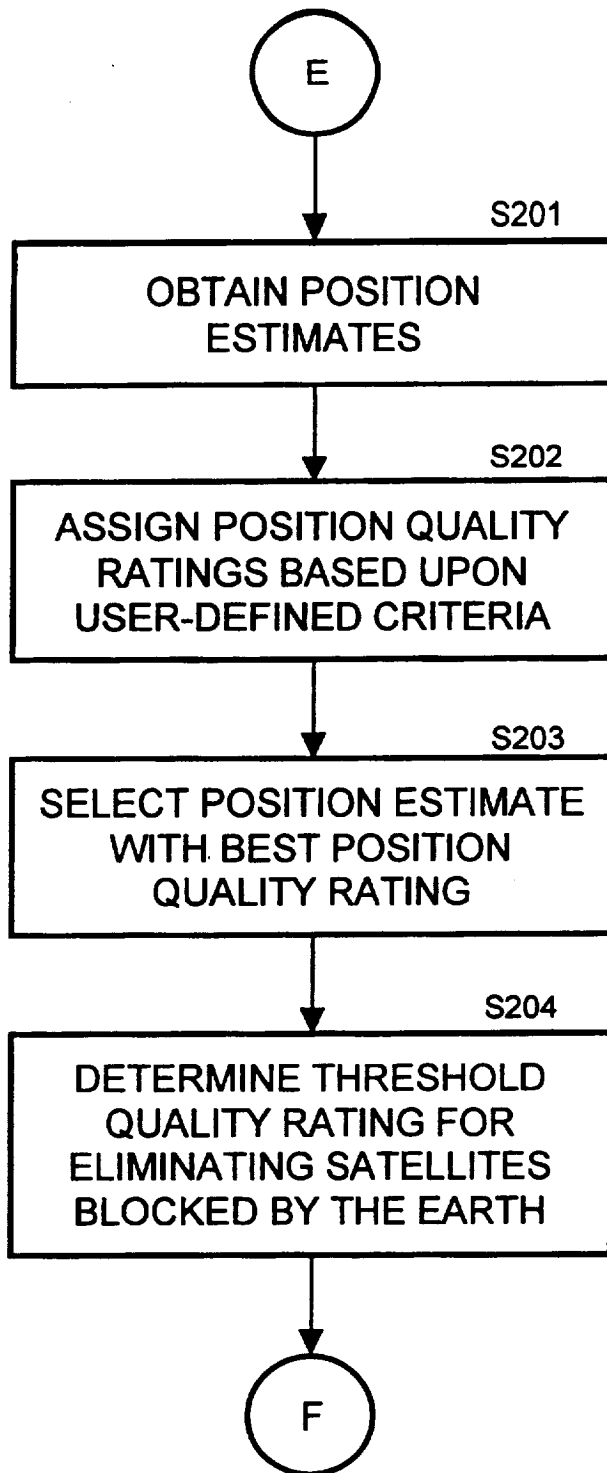 E
S201
OBTAIN POSITION
ESTIMATES
S202
ASSIGN POSITION QUALITY
RATINGS BASED UPON
USER-DEFINED CRITERIA
S203
SELECT POSITION ESTIMATE
WITH BEST POSITION
QUALITY RATING
S204
DETERMINE THRESHOLD
QUALITY RATING FOR
ELIMINATING SATELLITES
BLOCKED BY THE EARTH
F